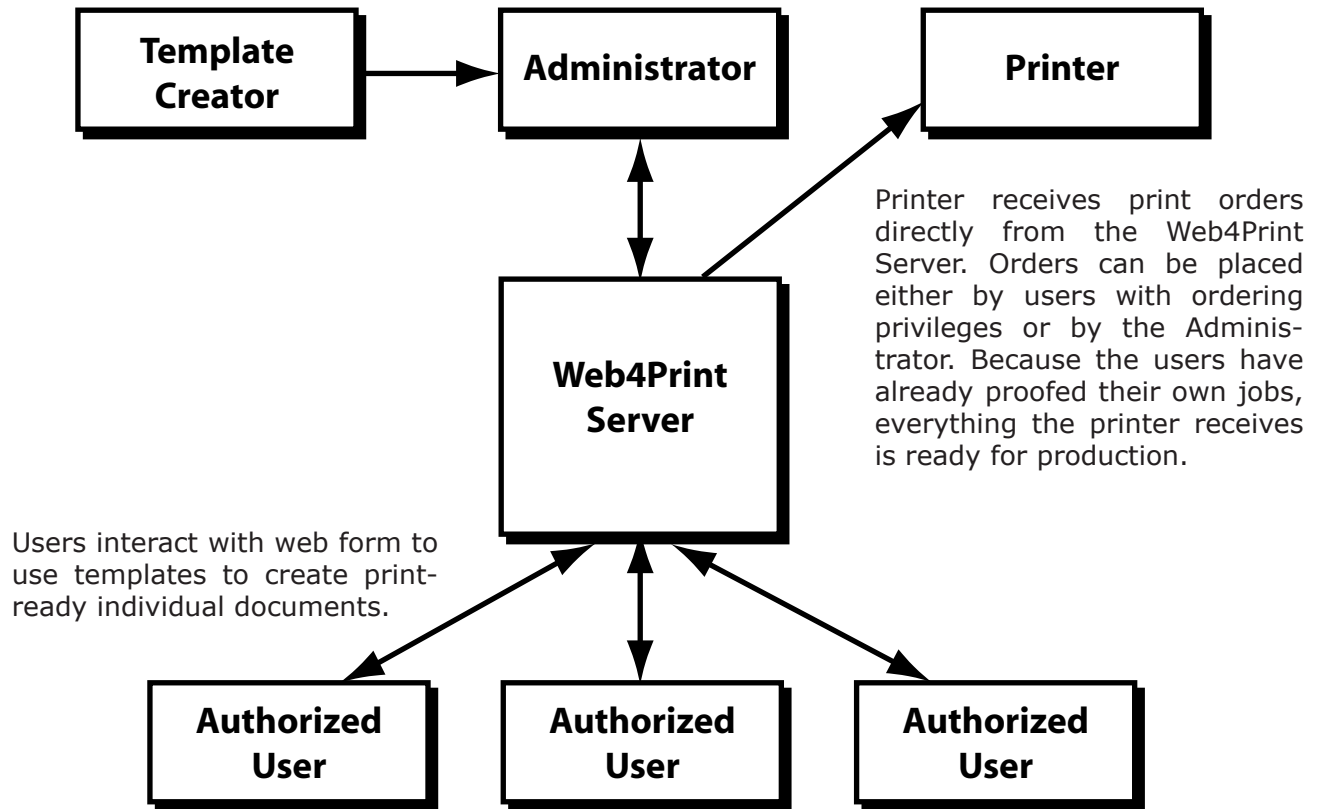 Template
Creator
Administrator
Printer
Printer receives print orders
directly from the Web4Print
Server. Orders can be placed
either by users with ordering
privileges or by the Adminis-
trator. Because the users have
already proofed their own jobs,
everything the printer receives
is ready for production.
Web4Print
Server
Users interact with web form to
use templates to create print-
ready individual documents.
Authorized
User
Authorized
User
Authorized
User